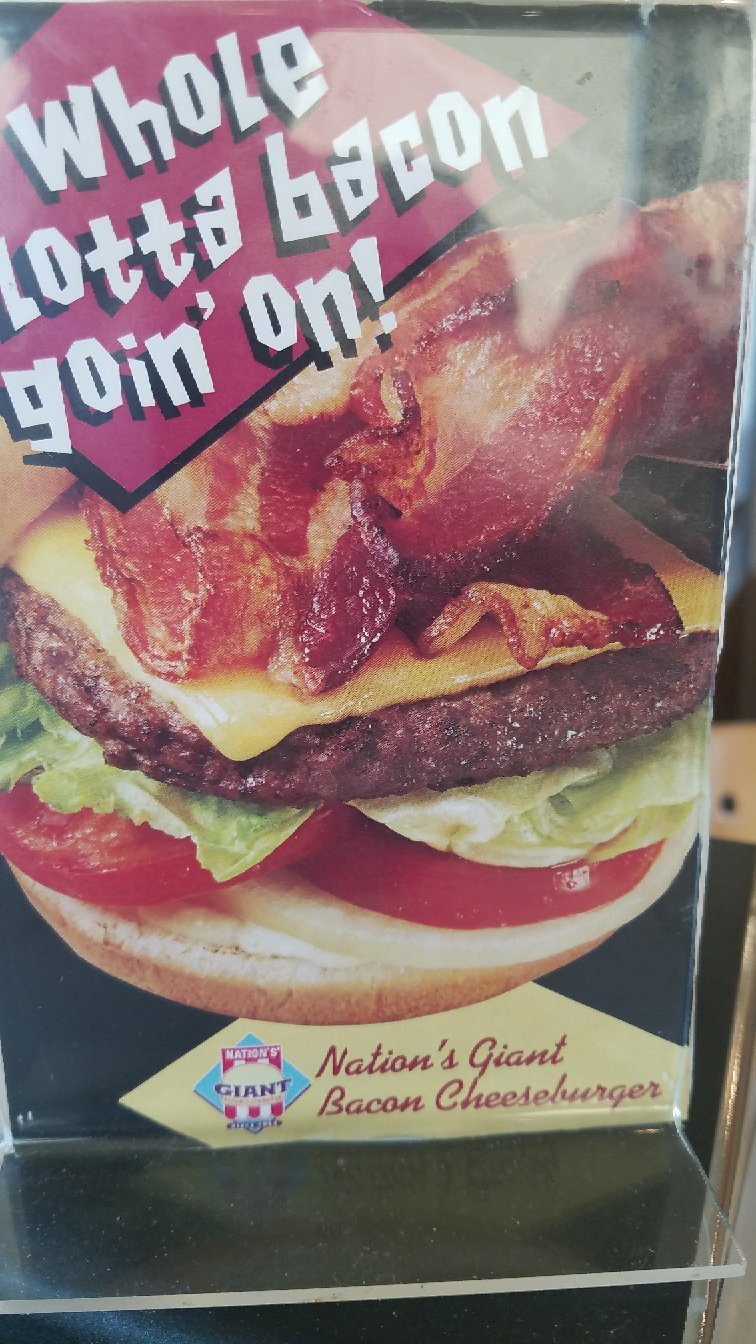 Whole
lotta bacon
goin' on!
NATION'S
GIANT
Nation's Giant
Bacon Cheeseburger